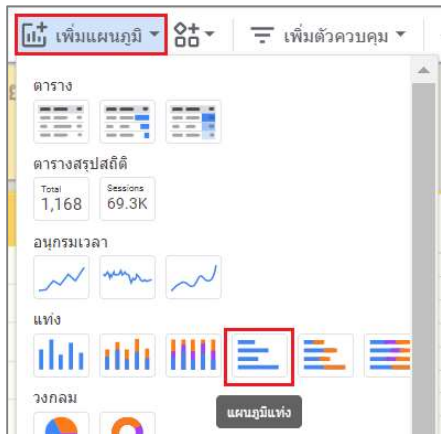 เพิ่มแผนภูมิ
เพิ่มตัวควบคุม
ตาราง
ตารางสรุปสถิติ
Total
1,168
Sessions
69.3K
อนุกรมเวลา
แท่ง
วงกลม
แผนภูมิแท่ง